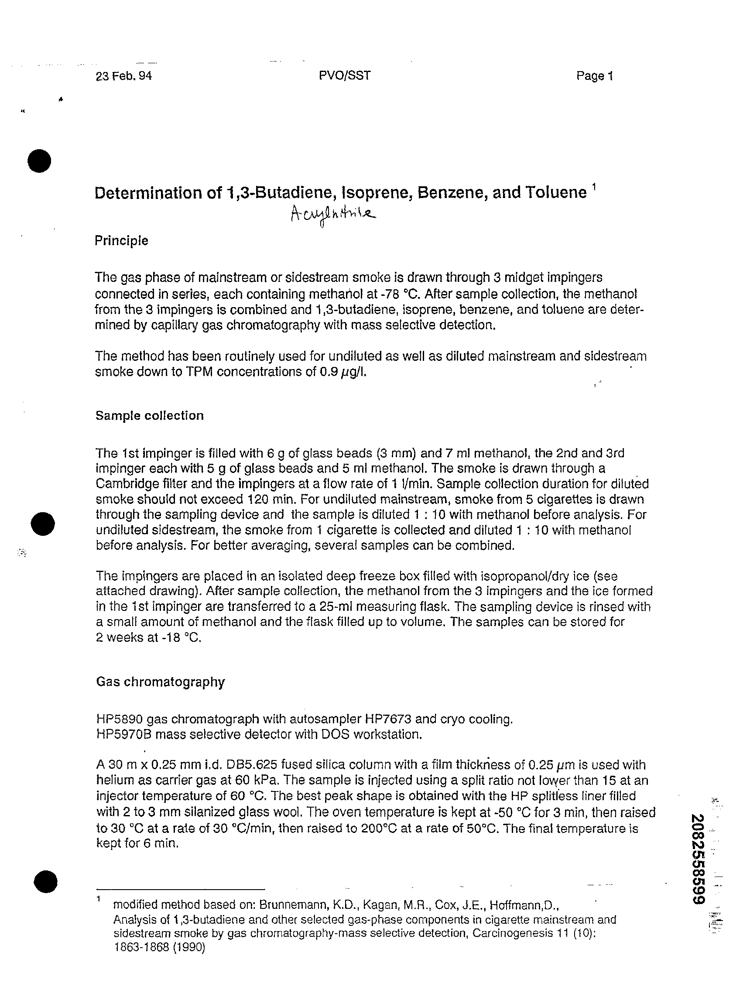 23 Feb. 94 PVO/SST Page 1
Determination of 1,3-Butadiene, Isoprene, Benzene, and Toluene 1
Principle
The gas phase of mainstream or sidestream smoke is drawn through 3 midget impingers
connected in series, each containing methanol at -78 °C. After sample collection, the methanol
from the 3 impingers is combined and 1,3-butadiene, isoprene, benzene, and toluene are deter-
mined by capillary gas chromatography with mass selective detection.
The method has been routinely used for undiluted as well as diluted mainstream and sidestream
smoke down to TPM concentrations of 0.9 µg/l.
Sample collection
The 1st impinger is filled with 6 g of glass beads (3 mm) and 7 ml methanol, the 2nd and 3rd
impinger each with 5 g of glass beads and 5 ml methanol. The smoke is drawn through a
Cambridge filter and the impingers at a flow rate of 1 l/min. Sample collection duration for diluted
smoke should not exceed 120 min. For undiluted mainstream, smoke from 5 cigarettes is drawn
through the sampling device and the sample is diluted 1 : 10 with methanol before analysis. For
undiluted sidestream, the smoke from 1 cigarette is collected and diluted 1 : 10 with methanol
before analysis. For better averaging, several samples can be combined.
The impingers are placed in an isolated deep freeze box filled with isopropanol/dry ice (see
attached drawing). After sample collection, the methanol from the 3 impingers and the ice formed
in the 1st impinger are transferred to a 25-ml measuring flask. The sampling device is rinsed with
a small amount of methanol and the flask filled up to volume. The samples can be stored for
2 weeks at -18 °C.
Gas chromatography
HP5890 gas chromatograph with autosampler HP7673 and cryo cooling.
HP5970B mass selective detector with DOS workstation.
A 30 m x 0.25 mm i.d. DB5.625 fused silica column with a film thickness of 0.25 µm is used with
helium as carrier gas at 60 kPa. The sample is injected using a split ratio not lower than 15 at an
injector temperature of 60 °C. The best peak shape is obtained with the HP splitless liner filled
with 2 to 3 mm silanized glass wool. The oven temperature is kept at -50 °C for 3 min, then raised
to 30 °C at a rate of 30 °C/min, then raised to 200°C at a rate of 50°C. The final temperature is
kept for 6 min.
1 modified method based on: Brunnemann, K.D., Kagan, M.R., Cox, J.E., Hoffmann,D.,
Analysis of 1,3-butadiene and other selected gas-phase components in cigarette mainstream and
sidestream smoke by gas chromatography-mass selective detection, Carcinogenesis 11 (10):
1863-1868 (1990)
2082558599